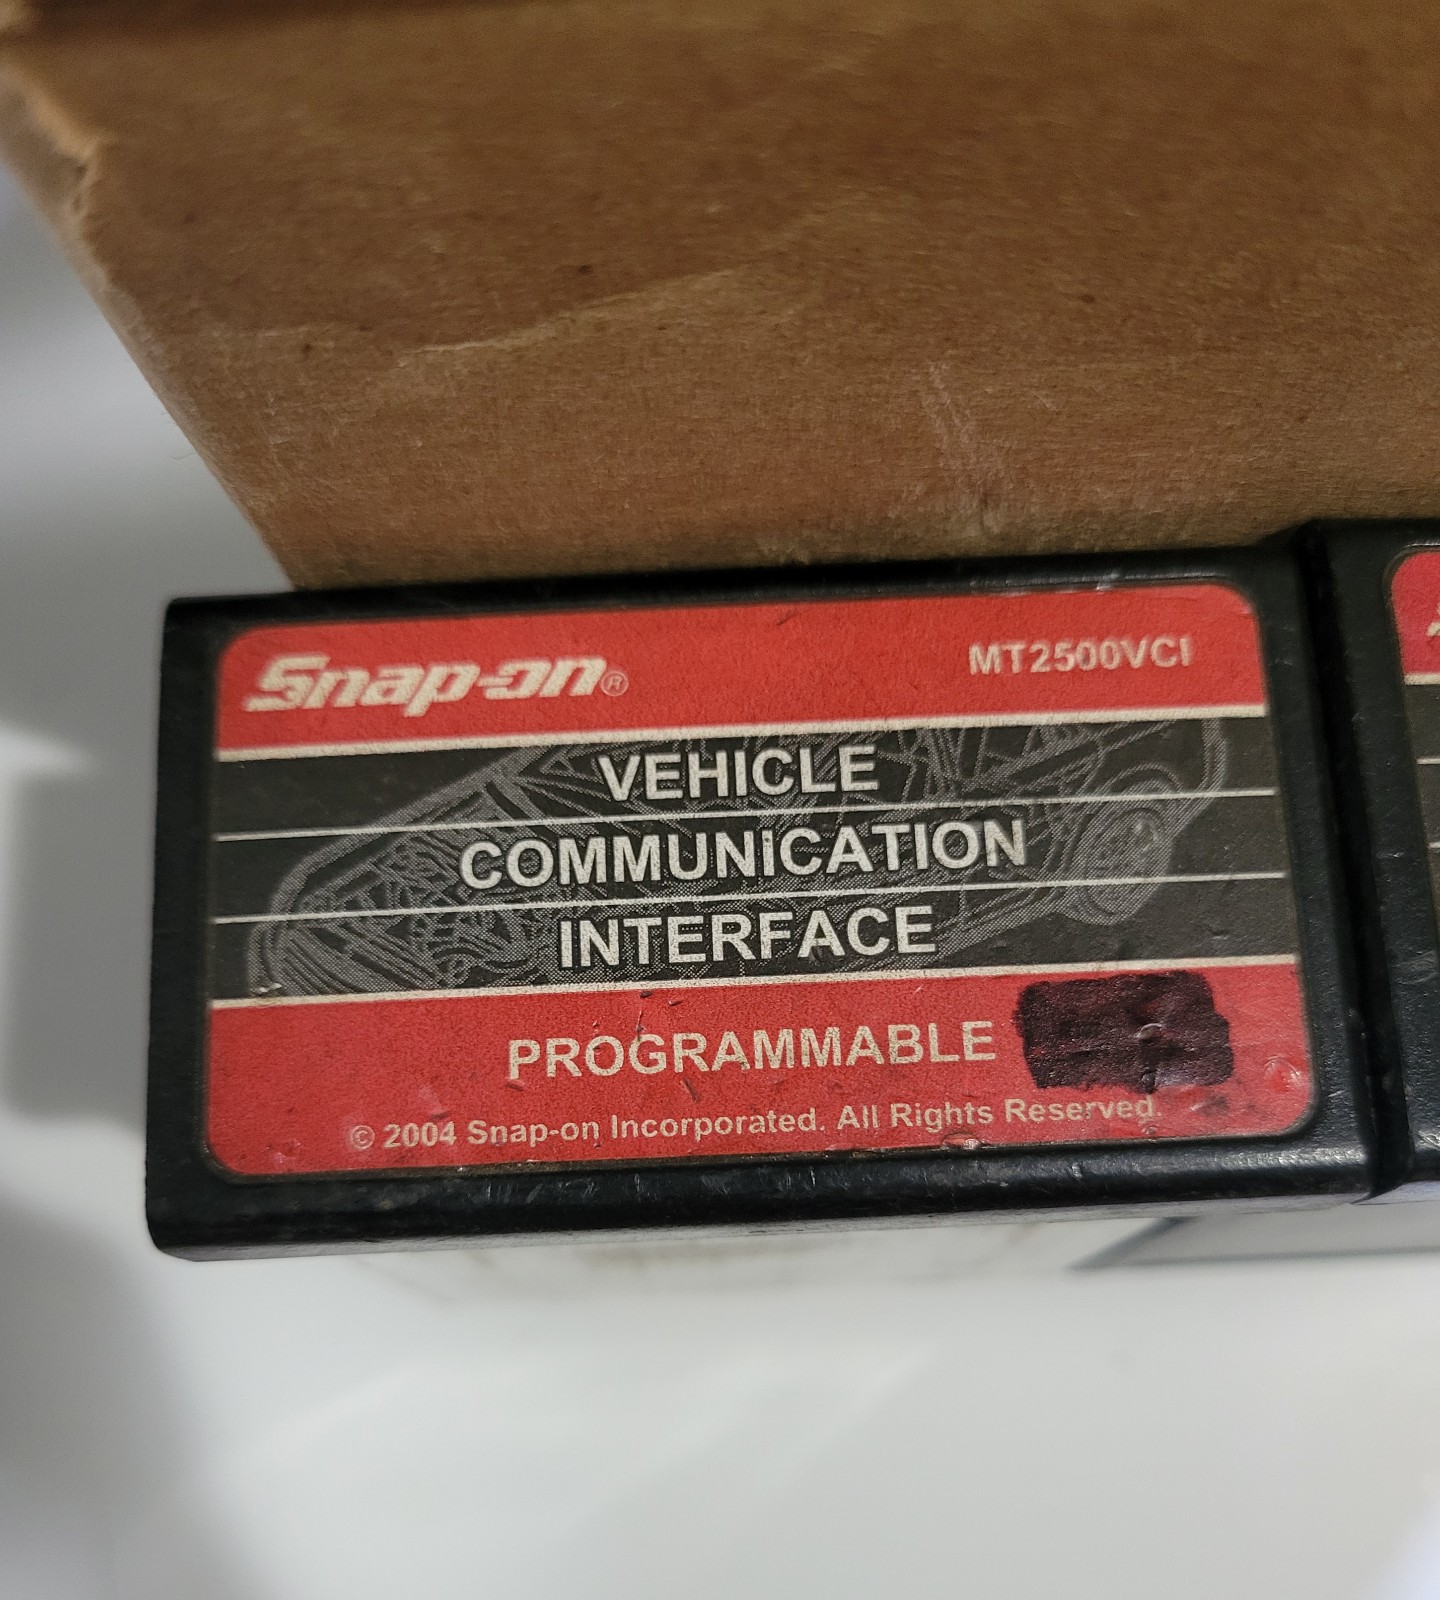 Snap-on®
MT2500VCI
VEHICLE
COMMUNICATION
INTERFACE
PROGRAMMABLE
© 2004 Snap-on Incorporated. All Rights Reserved.